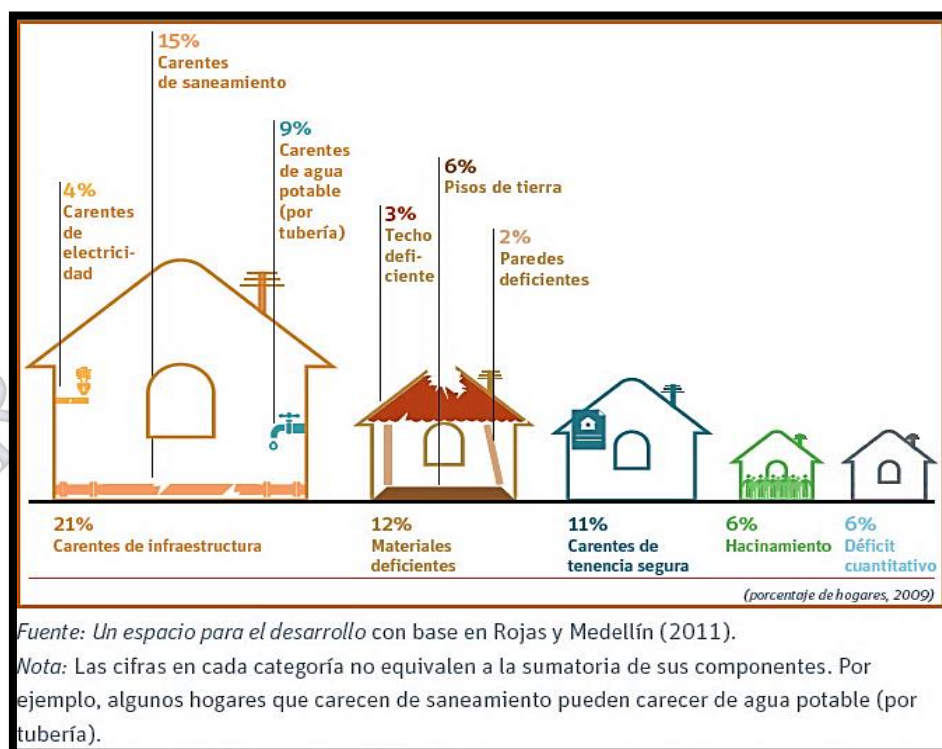 15%
Carentes
de saneamiento
9%
Carentes
de agua
potable
(por
tubería)
4%
Carentes
de
electrici-
dad
6%
Pisos de tierra
3%
Techo
defi-
ciente
2%
Paredes
deficientes
21%
Carentes de infraestructura
12%
Materiales
deficientes
11%
Carentes de
tenencia segura
6%
Hacinamiento
6%
Déficit
cuantitativo
(porcentaje de hogares, 2009)
Fuente: Un espacio para el desarrollo con base en Rojas y Medellín (2011).
Nota: Las cifras en cada categoría no equivalen a la sumatoria de sus componentes. Por
ejemplo, algunos hogares que carecen de saneamiento pueden carecer de agua potable (por
tubería).